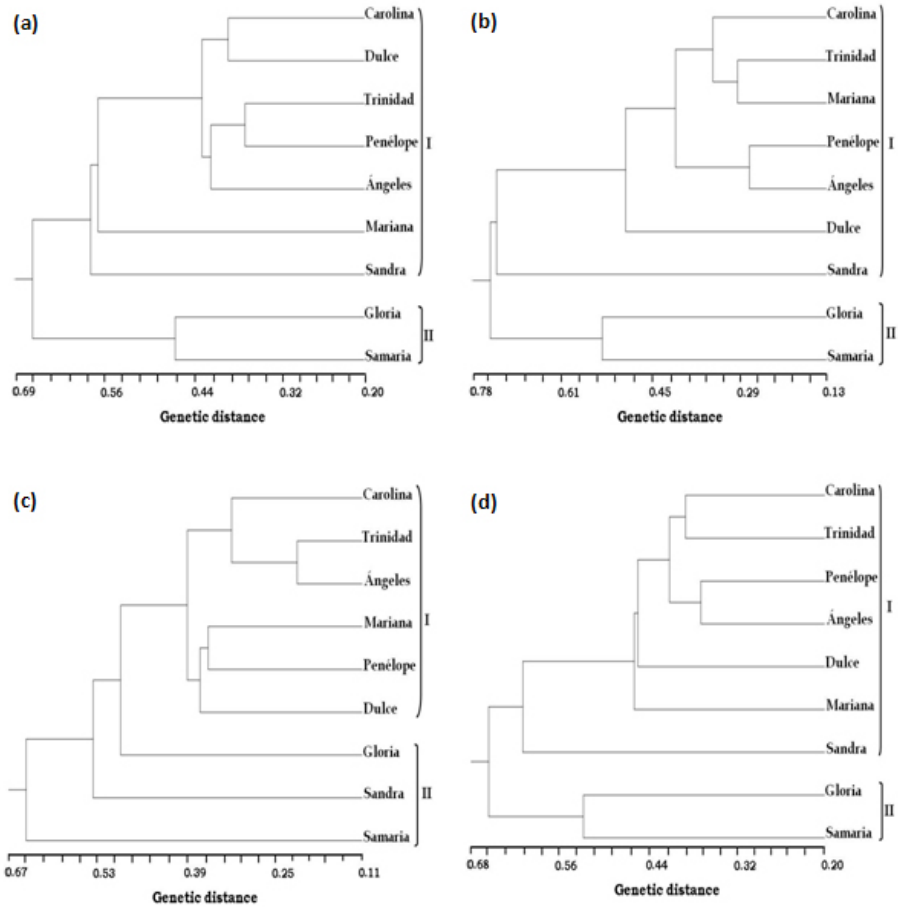 (a)
Carolina
Dulce
Trinidad
Penélope
Ángeles
Mariana
Sandra
I
Gloria
Samaria
II
0.69 0.56 0.44 0.32 0.20
Genetic distance
(b)
Carolina
Trinidad
Mariana
Penélope
Ángeles
Dulce
Sandra
I
Gloria
Samaria
II
0.78 0.61 0.45 0.29 0.13
Genetic distance
(c)
Carolina
Trinidad
Ángeles
Mariana
Penélope
Dulce
I
Gloria
Sandra
Samaria
II
0.67 0.53 0.39 0.25 0.11
Genetic distance
(d)
Carolina
Trinidad
Penélope
Ángeles
Dulce
Mariana
Sandra
I
Gloria
Samaria
II
0.68 0.56 0.44 0.32 0.20
Genetic distance